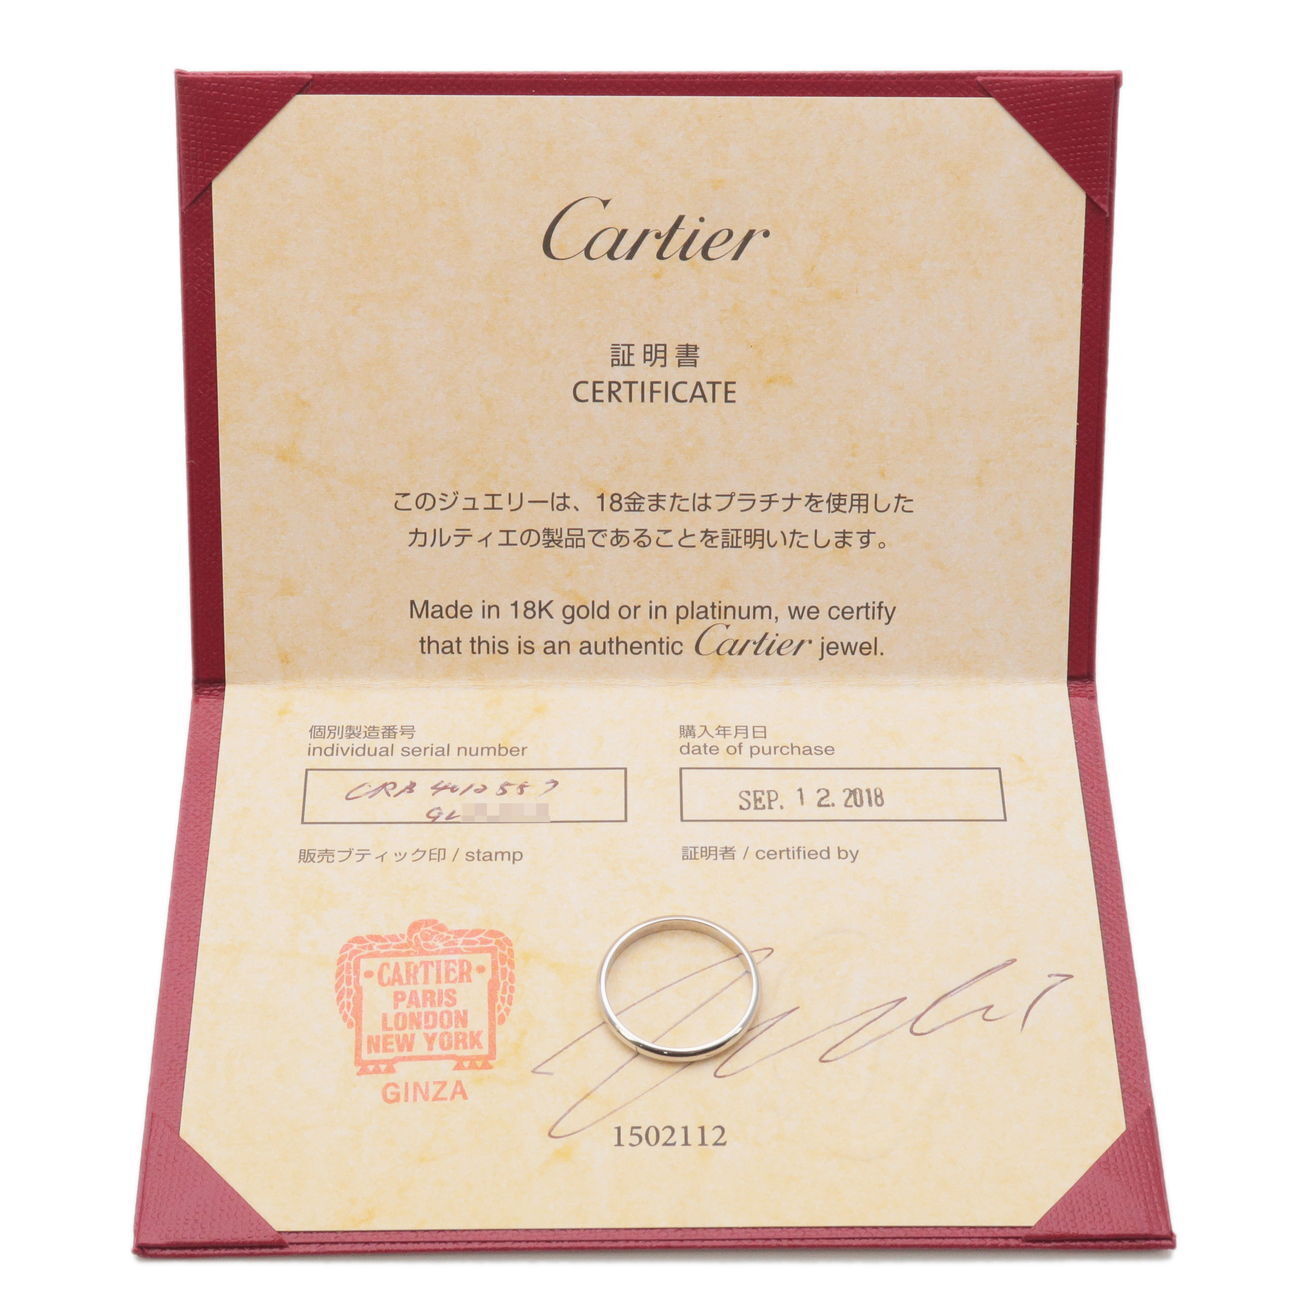 Cartier
証明書
CERTIFICATE
このジュエリーは、18金またはプラチナを使用した
カルティエの製品であることを証明いたします。
Made in 18K gold or in platinum, we certify
that this is an authentic Cartier jewel.
個別製造番号
individual serial number
CRB 4012557
購入年月日
date of purchase
SEP. 12. 2018
販売ブティック印 / stamp
証明者 / certified by
CARTIER
PARIS
LONDON
NEW YORK
GINZA
1502112